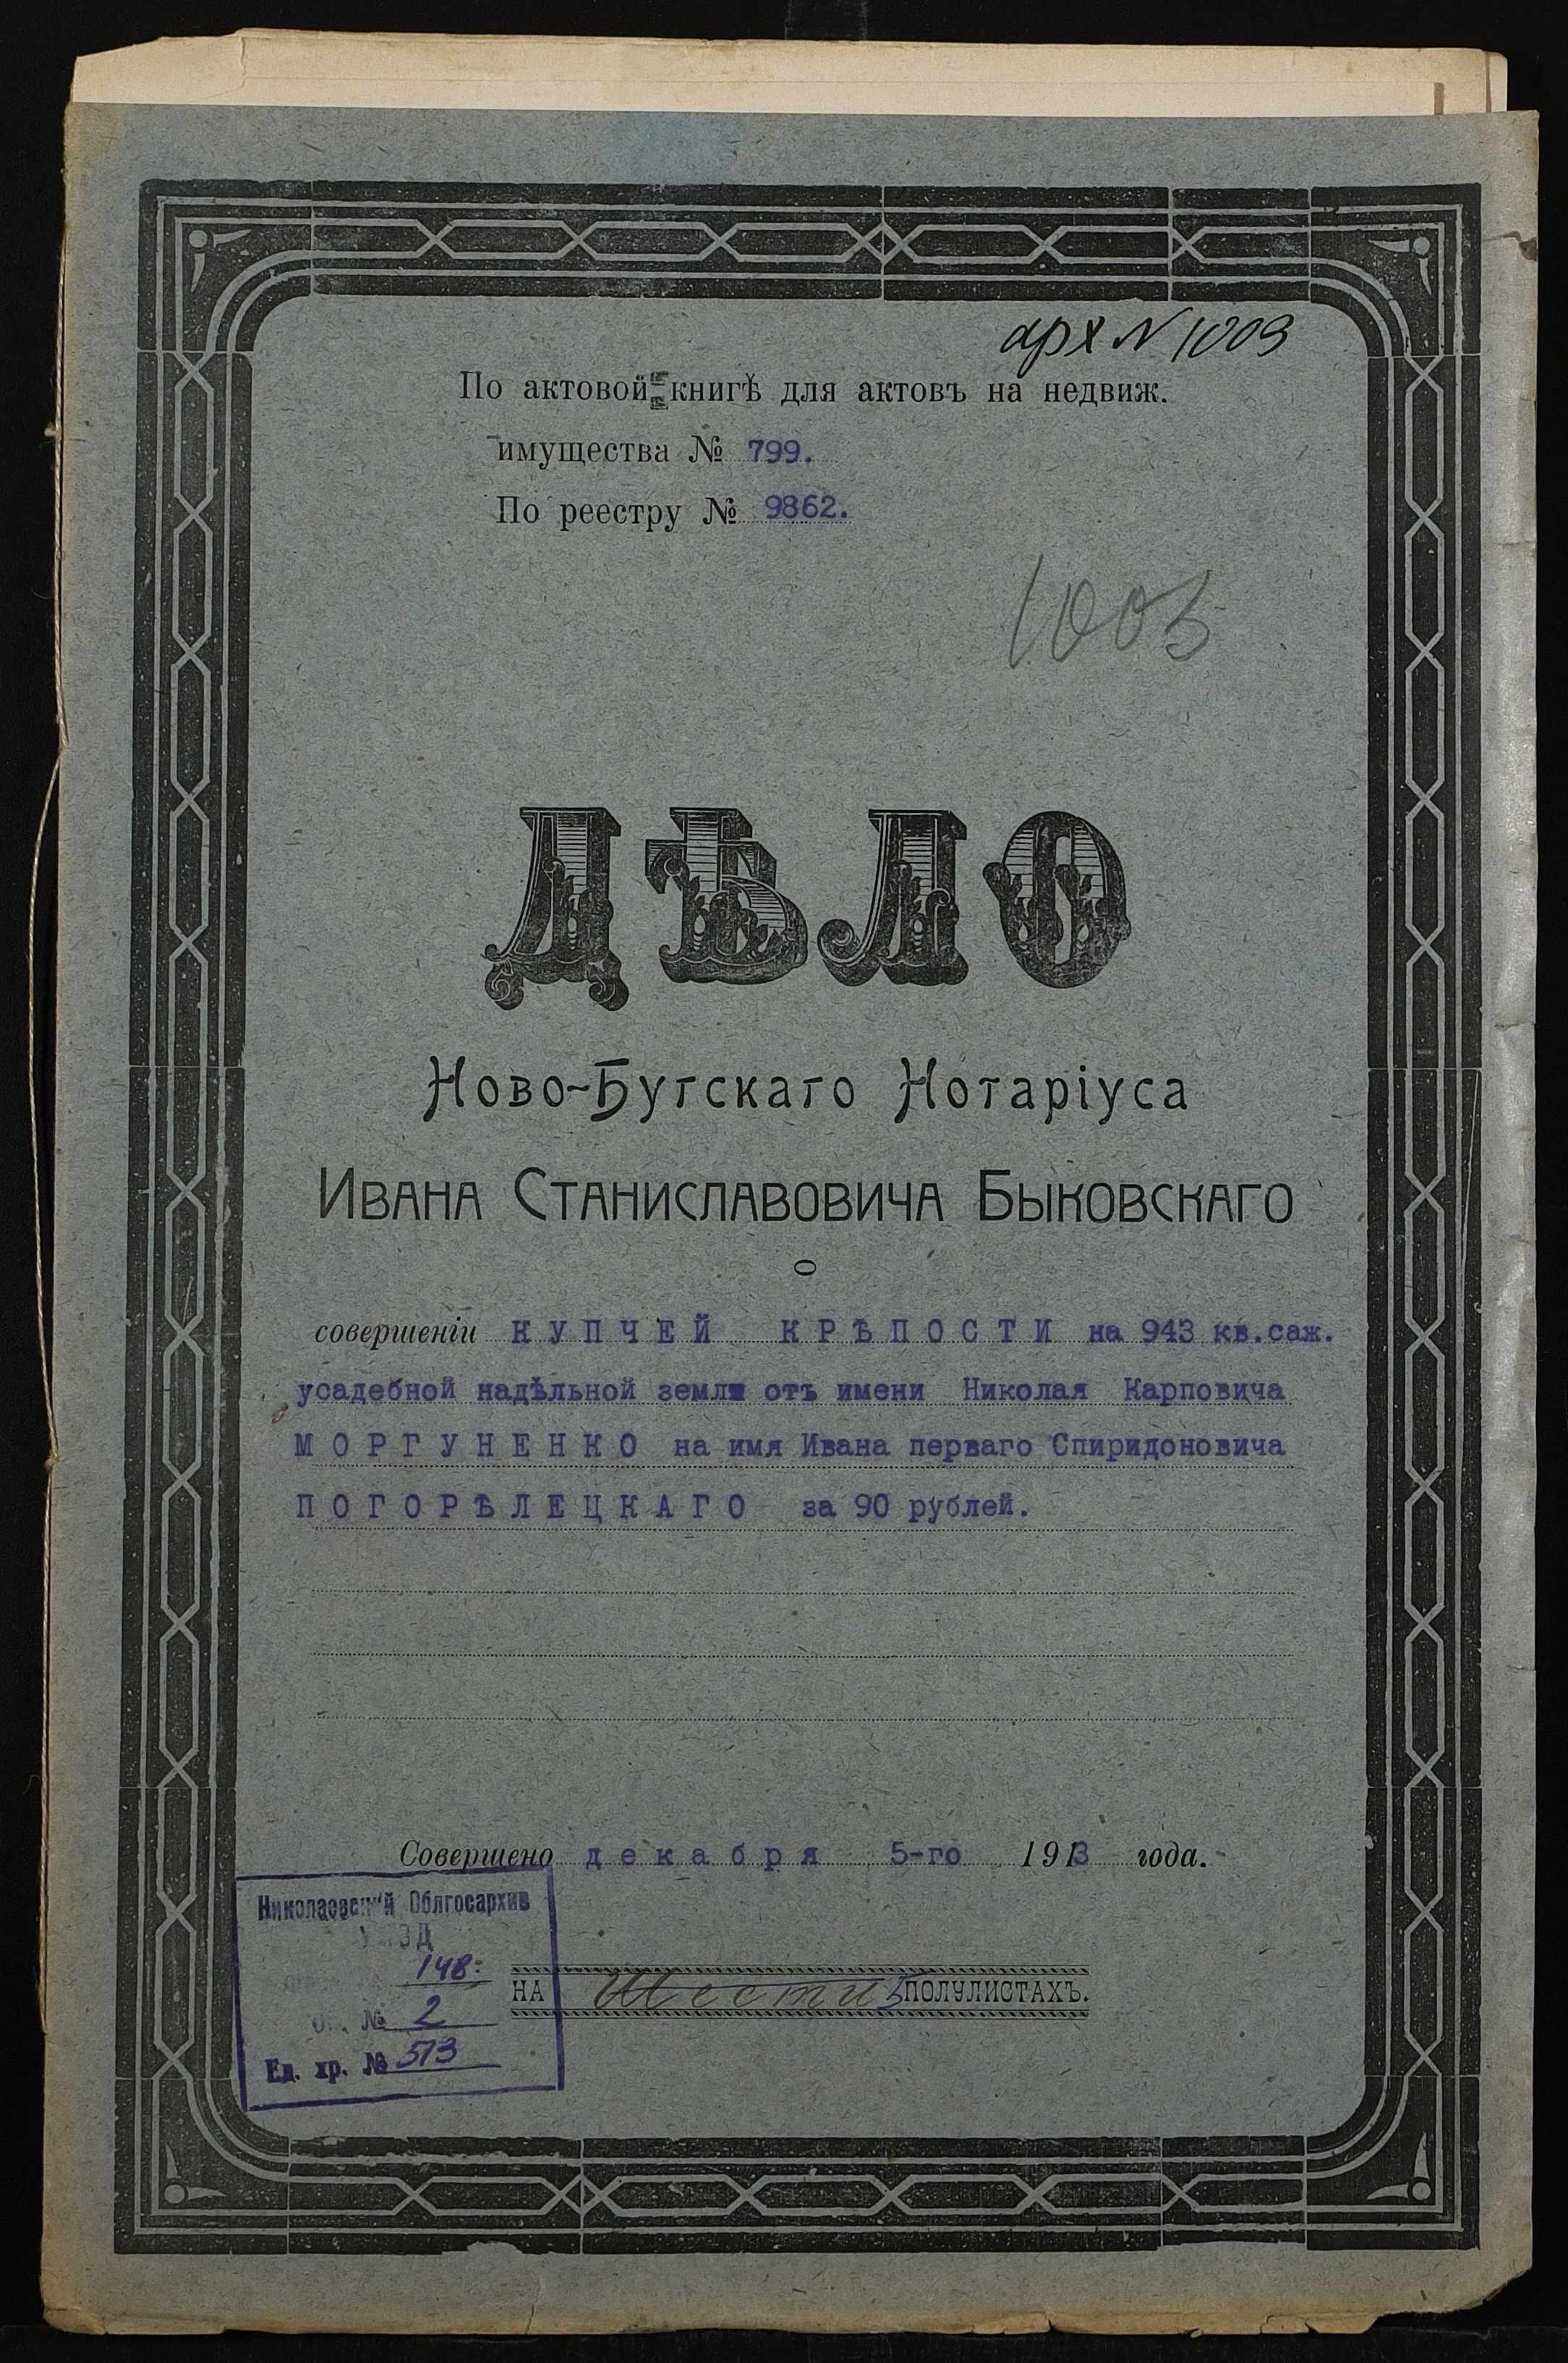 арх N 1003
По актовой книгѣ для актовъ на недвиж.
имущества № 799.
По реестру № 9862.
1003
ДѢЛО
Ново-Бугскаго Нотаріуса
Ивана Станиславовича Быковскаго
о
совершеніи КУПЧЕЙ КРѢПОСТИ на 943 кв.саж.
усадебной надѣльной земли отъ имени Николая Карповича
МОРГУНЕНКО на имя Ивана перваго Спиридоновича
ПОГОРѢЛЕЦКАГО за 90 рублей.
Совершено декабря 5-го 1913 года.
Николаевский Облгосархив
148
НА Шести 5 ПОЛУЛИСТАХЪ.
Оп. № 2
Ед. хр. № 513